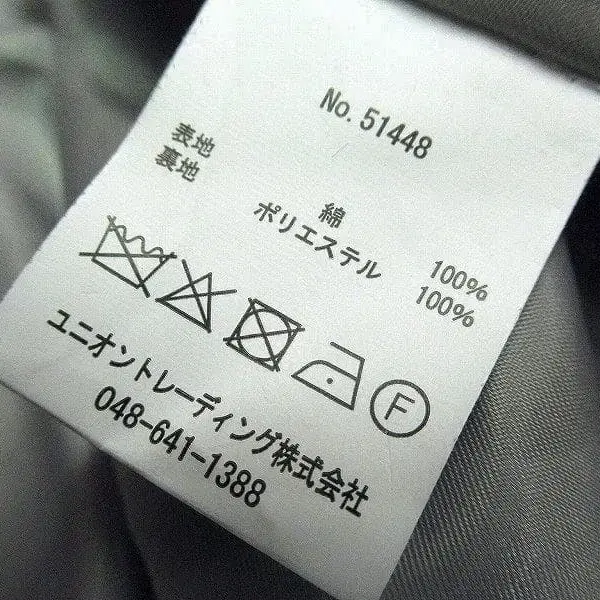 No. 51448
表地 綿 100%
裏地 ポリエステル 100%
F
ユニオントレーディング株式会社
048-641-1388